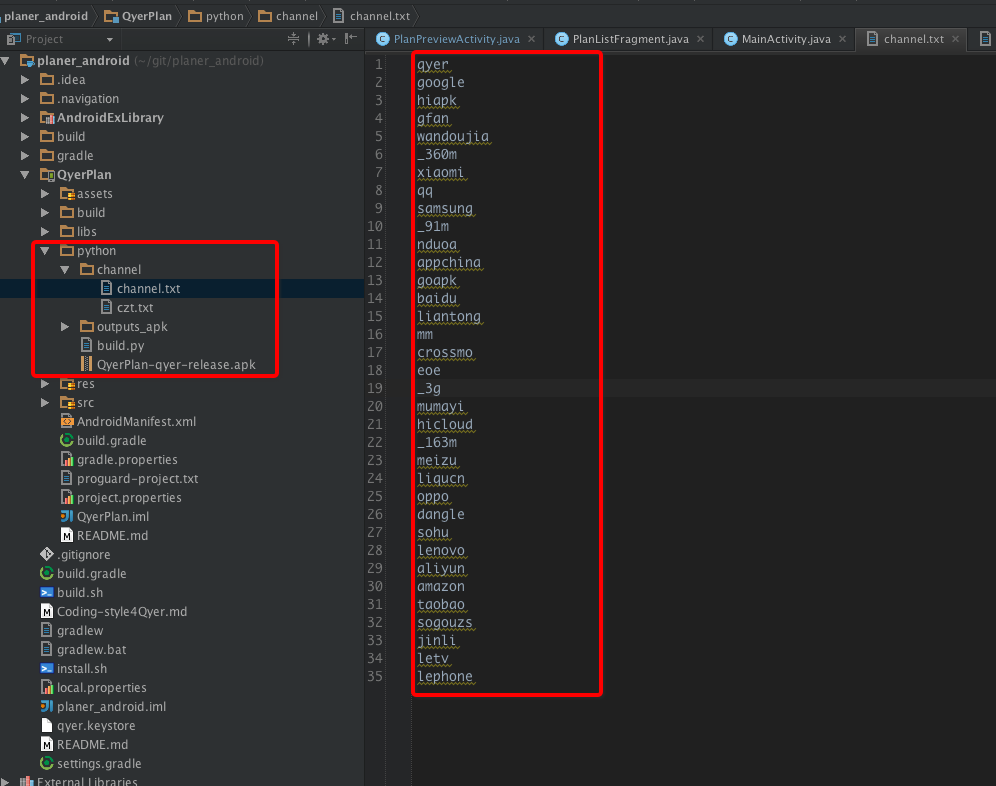 planer_android QyerPlan python channel channel.txt
Project
PlanPreviewActivity.java PlanListFragment.java MainActivity.java channel.txt
planer_android (~/git/planer_android)
.idea
.navigation
AndroidExLibrary
build
gradle
QyerPlan
assets
build
libs
python
channel
channel.txt
czt.txt
outputs_apk
build.py
QyerPlan-qyer-release.apk
res
src
AndroidManifest.xml
build.gradle
gradle.properties
proguard-project.txt
project.properties
QyerPlan.iml
README.md
.gitignore
build.gradle
build.sh
Coding-style4Qyer.md
gradlew
gradlew.bat
install.sh
local.properties
planer_android.iml
qyer.keystore
README.md
settings.gradle
External Libraries
1 qyer
2 google
3 hiapk
4 gfan
5 wandoujia
6 _360m
7 xiaomi
8 qq
9 samsung
10 _91m
11 nduoa
12 appchina
13 goapk
14 baidu
15 liantong
16 mm
17 crossmo
18 eoe
19 _3g
20 mumayi
21 hicloud
22 _163m
23 meizu
24 liqucn
25 oppo
26 dangle
27 sohu
28 lenovo
29 aliyun
30 amazon
31 taobao
32 sogouzs
33 jinli
34 letv
35 lephone